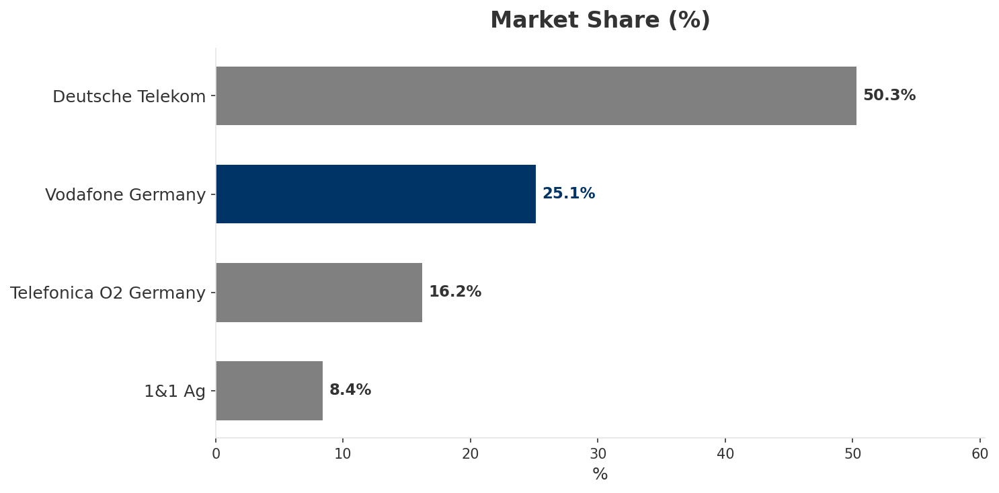 Market Share (%)
Deutsche Telekom
50.3%
Vodafone Germany
25.1%
Telefonica O2 Germany
16.2%
1&1 Ag
8.4%
0 10 20 30 40 50 60
%